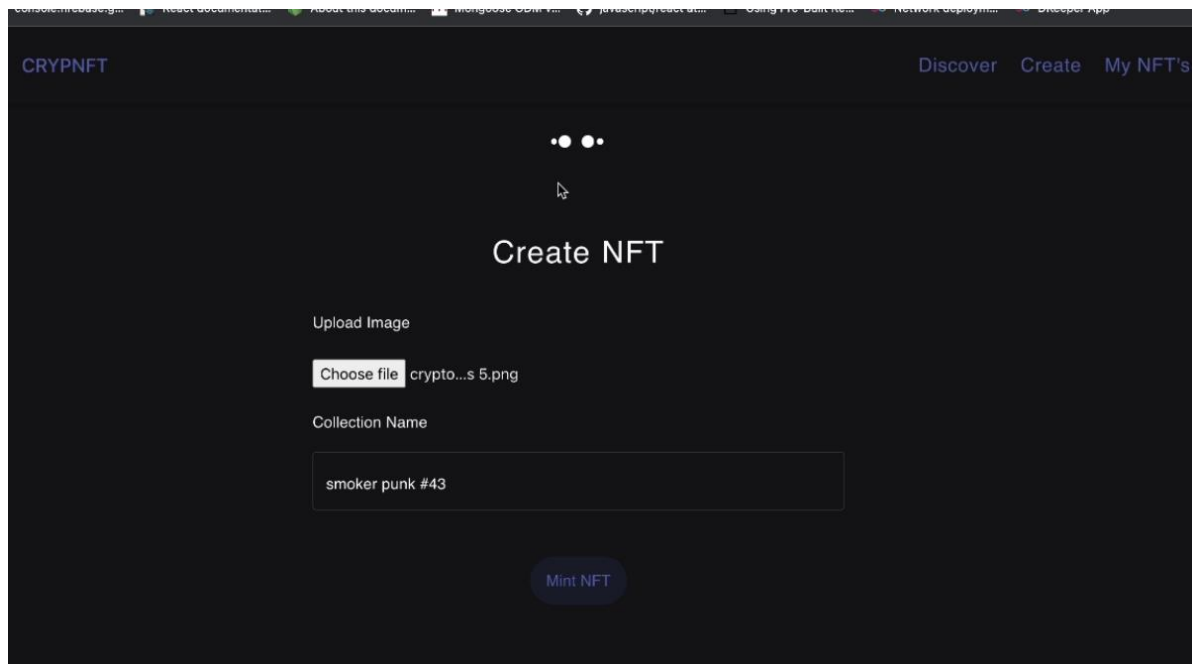 CRYPNFT
Discover Create My NFT's
Create NFT
Upload Image
Choose file crypto...s 5.png
Collection Name
smoker punk #43
Mint NFT